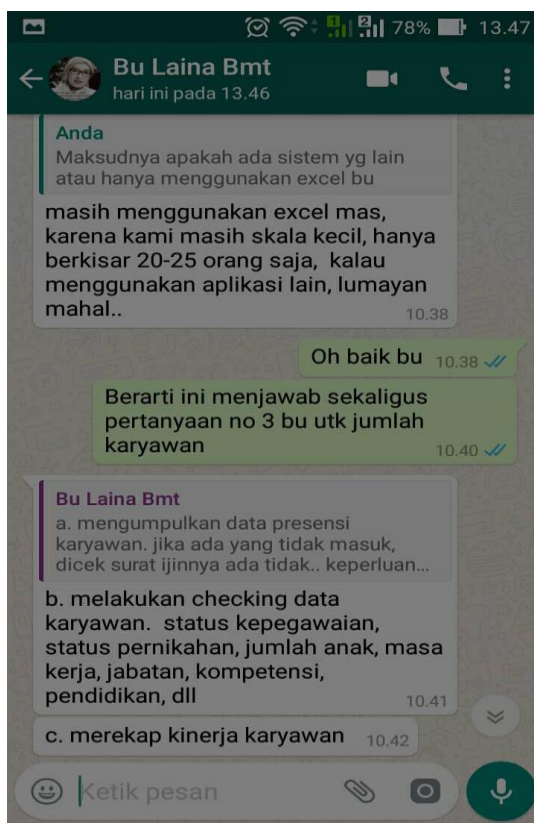 78% 13.47
Bu Laina Bmt
hari ini pada 13.46
Anda
Maksudnya apakah ada sistem yg lain
atau hanya menggunakan excel bu
masih menggunakan excel mas,
karena kami masih skala kecil, hanya
berkisar 20-25 orang saja, kalau
menggunakan aplikasi lain, lumayan
mahal..
10.38
Oh baik bu 10.38
Berarti ini menjawab sekaligus
pertanyaan no 3 bu utk jumlah
karyawan
10.40
Bu Laina Bmt
a. mengumpulkan data presensi
karyawan. jika ada yang tidak masuk,
dicek surat ijinnya ada tidak.. keperluan...
b. melakukan checking data
karyawan. status kepegawaian,
status pernikahan, jumlah anak, masa
kerja, jabatan, kompetensi,
pendidikan, dll
10.41
c. merekap kinerja karyawan 10.42
Ketik pesan